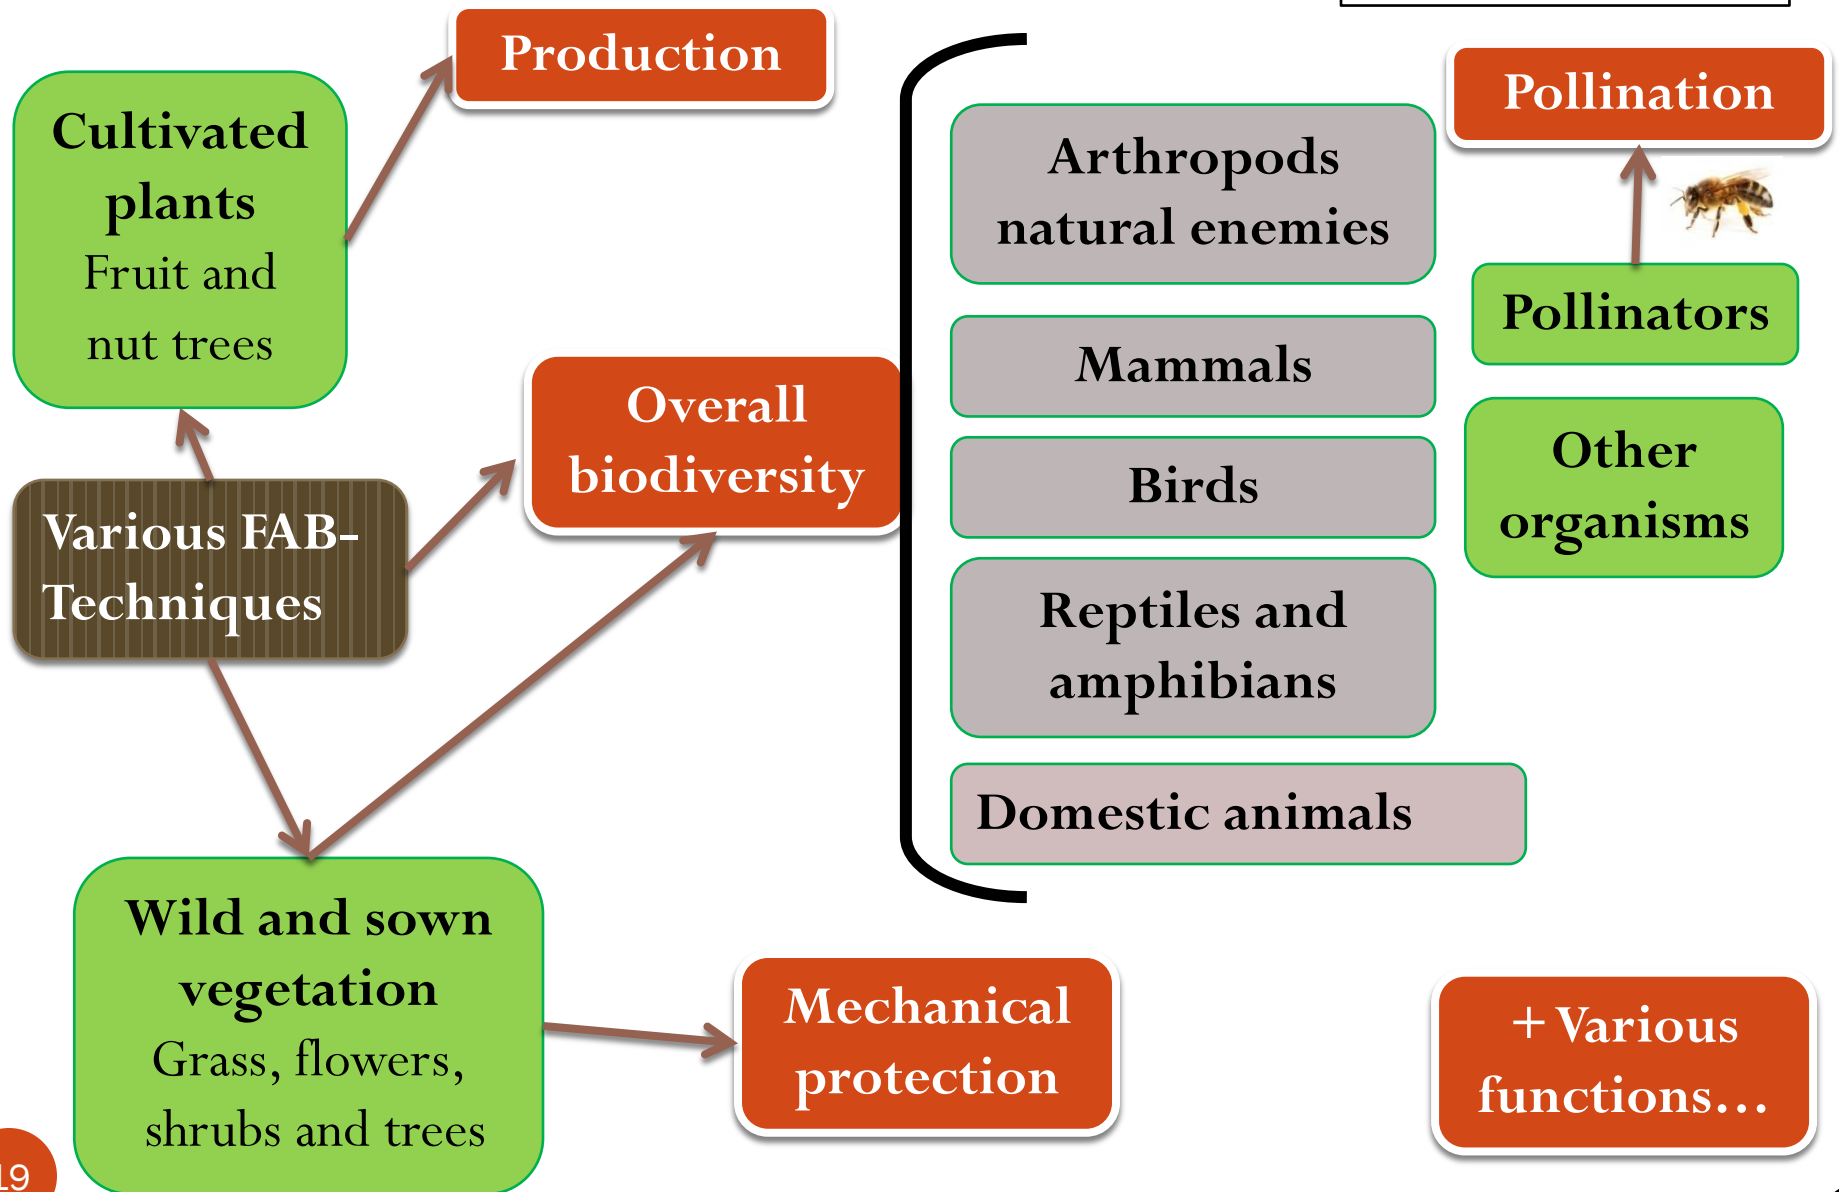 Production
Cultivated
plants
Fruit and
nut trees
Various FAB-
Techniques
Overall
biodiversity
Wild and sown
vegetation
Grass, flowers,
shrubs and trees
Mechanical
protection
Arthropods
natural enemies
Mammals
Birds
Reptiles and
amphibians
Domestic animals
Pollination
Pollinators
Other
organisms
+ Various
functions...
19